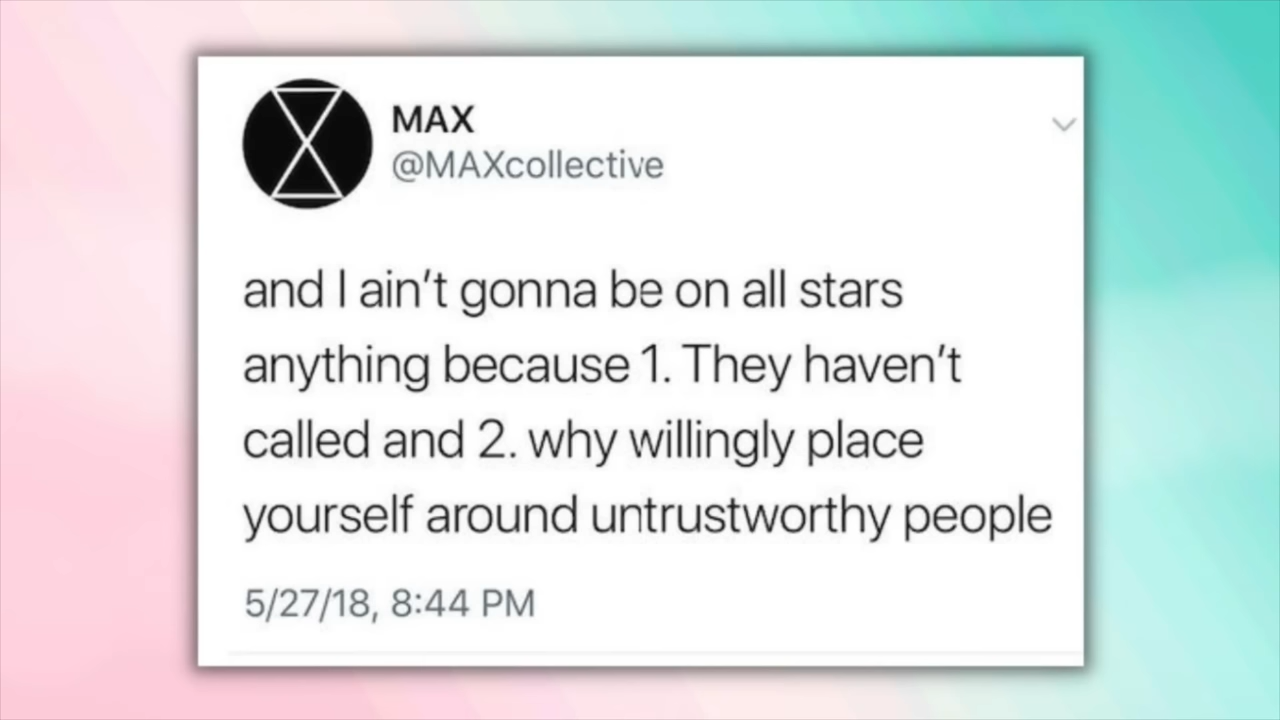 MAX
@MAXcollective
and I ain't gonna be on all stars
anything because 1. They haven't
called and 2. why willingly place
yourself around untrustworthy people
5/27/18, 8:44 PM